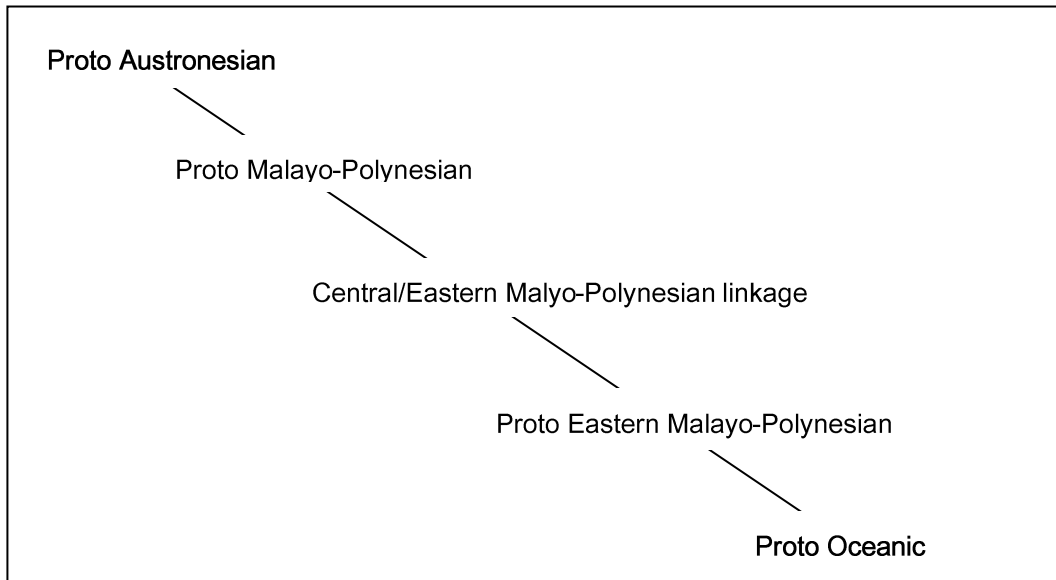 Proto Austronesian
Proto Malayo-Polynesian
Central/Eastern Malyo-Polynesian linkage
Proto Eastern Malayo-Polynesian
Proto Oceanic